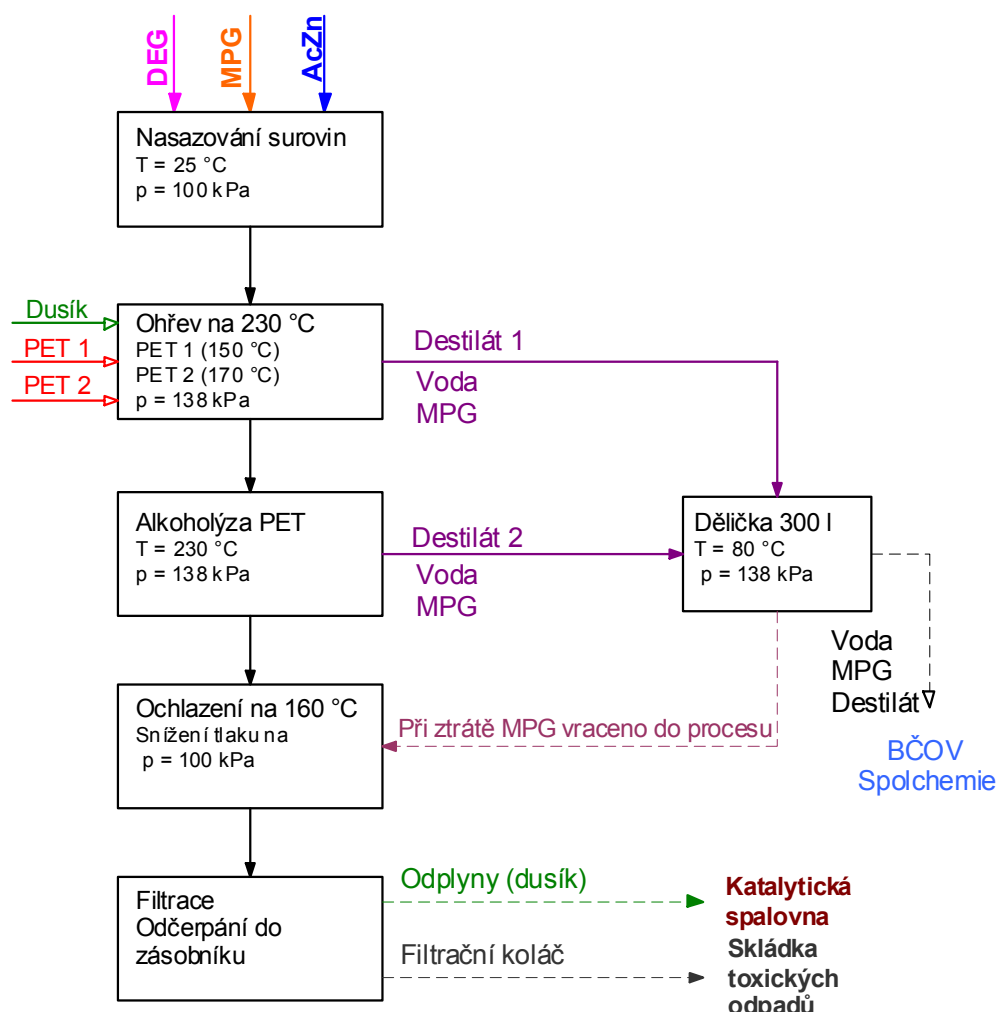 DEG
MPG
AcZn
Nasazování surovin
T = 25 °C
p = 100 kPa
Dusík
PET 1
PET 2
Ohřev na 230 °C
PET 1 (150 °C)
PET 2 (170 °C)
p = 138 kPa
Destilát 1
Voda
MPG
Alkoholýza PET
T = 230 °C
p = 138 kPa
Destilát 2
Voda
MPG
Dělička 300 l
T = 80 °C
p = 138 kPa
Voda
MPG
Destilát
BČOV
Spolchemie
Ochlazení na 160 °C
Snížení tlaku na
p = 100 kPa
Při ztrátě MPG vraceno do procesu
Filtrace
Odčerpání do
zásobníku
Odplyny (dusík)
Katalytická
spalovna
Filtrační koláč
Skládka
toxických
odpadů